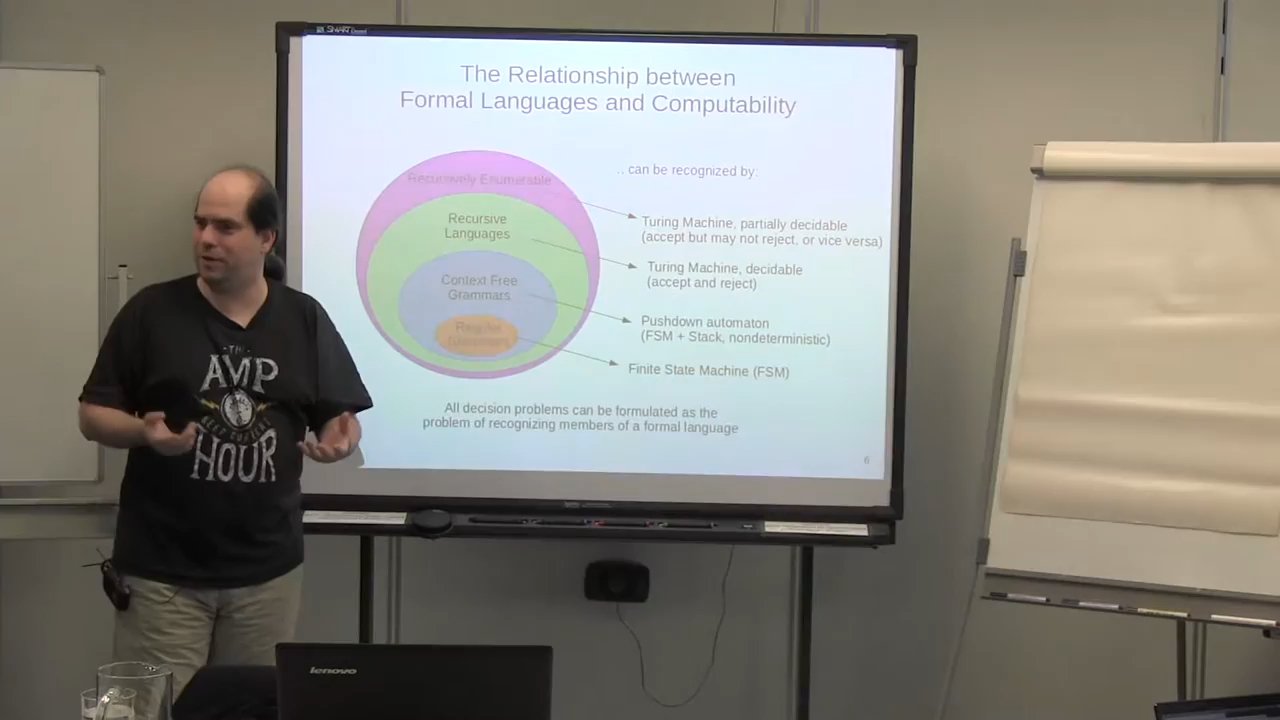 SMART Board
The Relationship between
Formal Languages and Computability
Recursively Enumerable
.. can be recognized by:
Recursive
Languages
Turing Machine, partially decidable
(accept but may not reject, or vice versa)
Turing Machine, decidable
(accept and reject)
Context Free
Grammars
Pushdown automaton
(FSM + Stack, nondeterministic)
Regular
Finite State Machine (FSM)
All decision problems can be formulated as the
problem of recognizing members of a formal language
6
THE
AMP
HOUR
lenovo